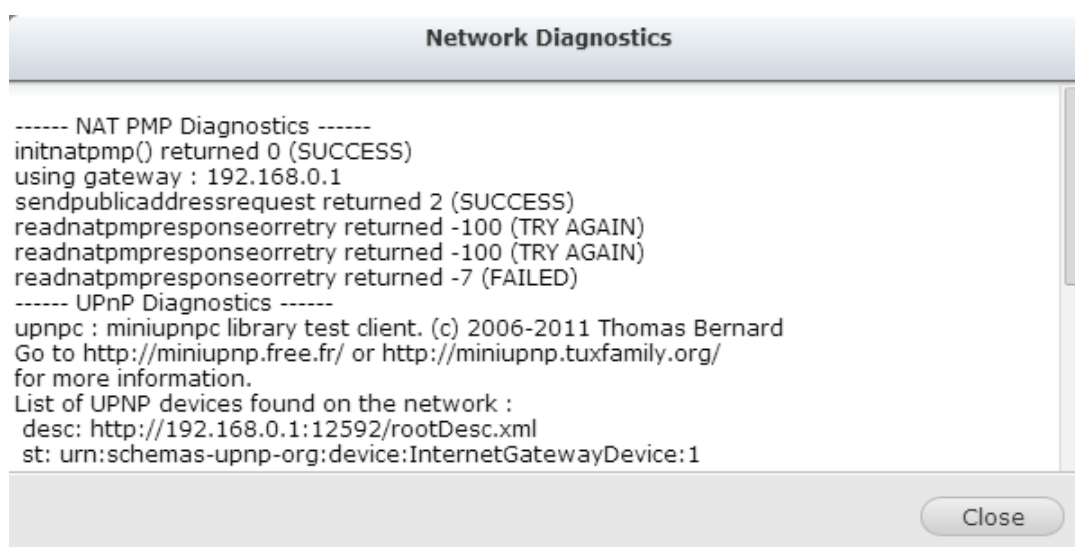 Network Diagnostics
------ NAT PMP Diagnostics ------
initnatpmp() returned 0 (SUCCESS)
using gateway : 192.168.0.1
sendpublicaddressrequest returned 2 (SUCCESS)
readnatpmpresponseorretry returned -100 (TRY AGAIN)
readnatpmpresponseorretry returned -100 (TRY AGAIN)
readnatpmpresponseorretry returned -7 (FAILED)
------ UPnP Diagnostics ------
upnpc : miniupnpc library test client. (c) 2006-2011 Thomas Bernard
Go to http://miniupnp.free.fr/ or http://miniupnp.tuxfamily.org/
for more information.
List of UPNP devices found on the network :
desc: http://192.168.0.1:12592/rootDesc.xml
st: urn:schemas-upnp-org:device:InternetGatewayDevice:1
Close